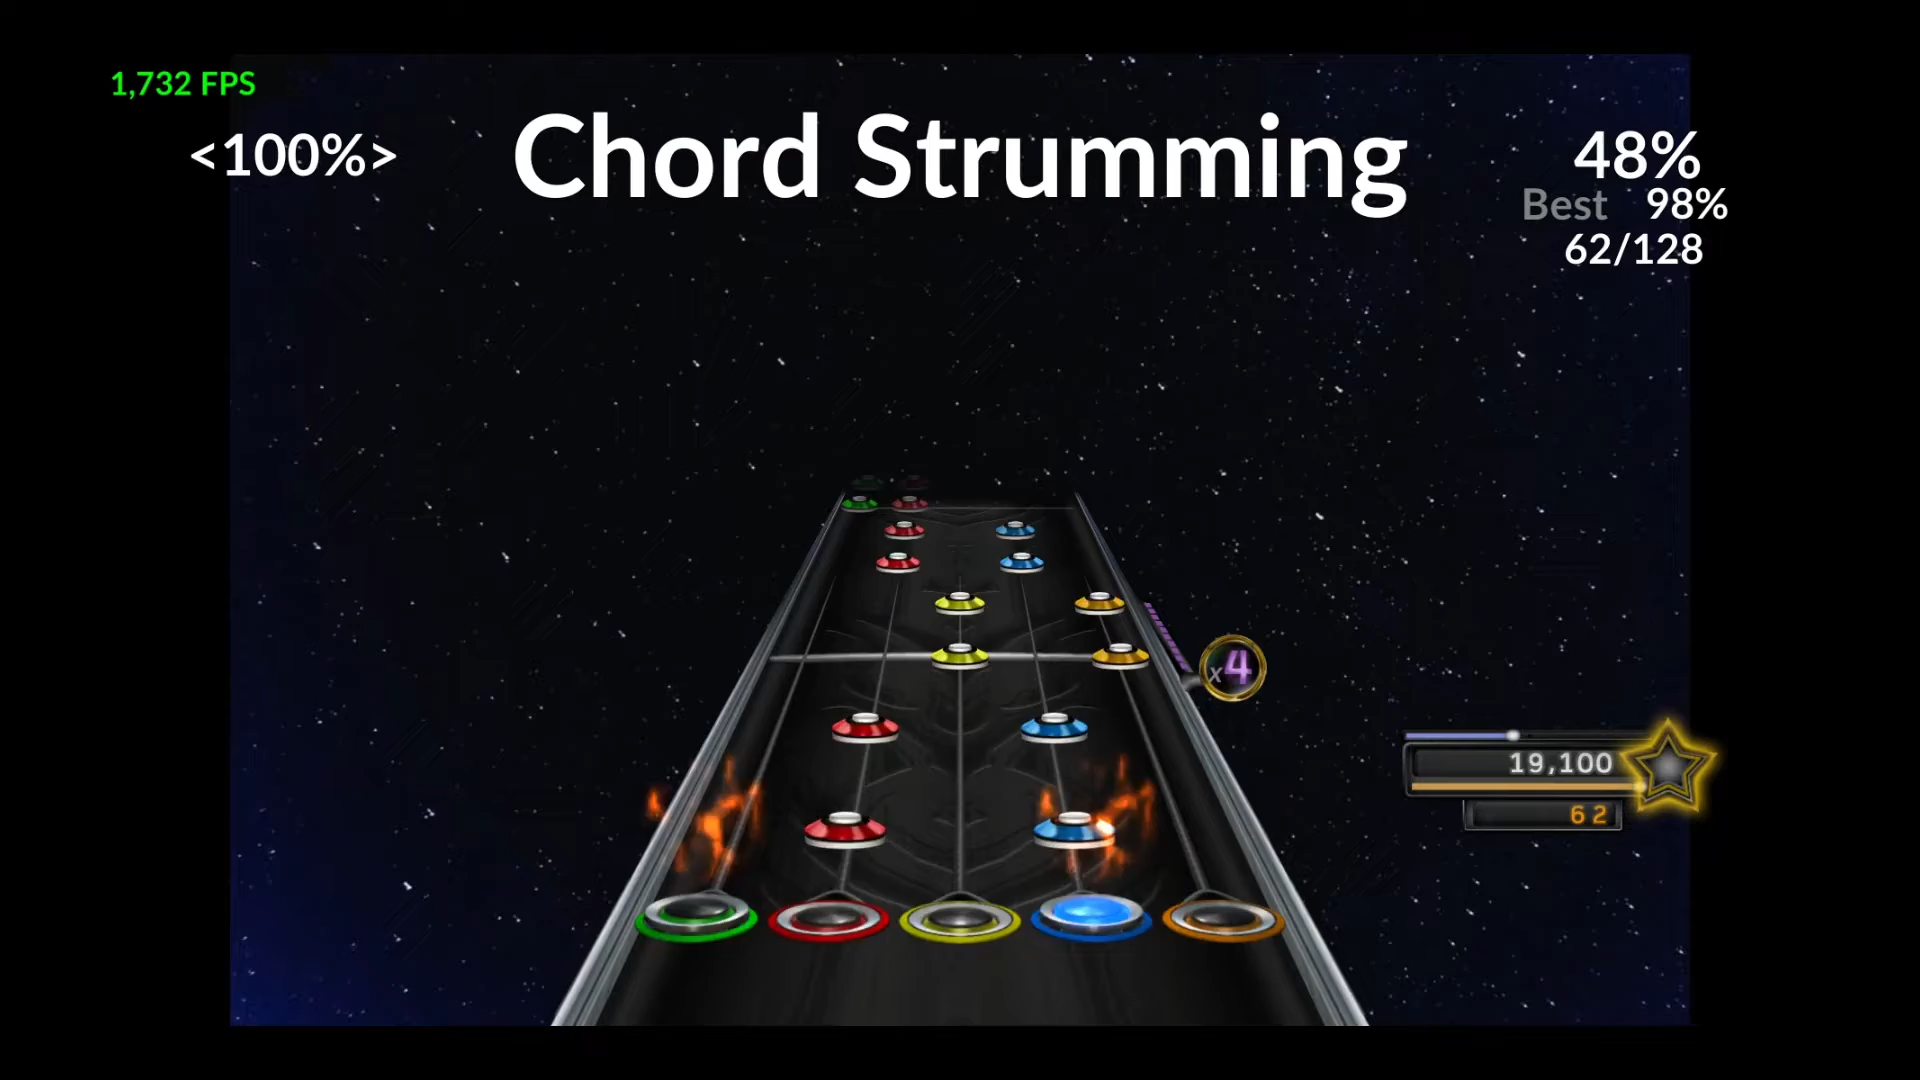 1,732 FPS
<100%>
Chord Strumming
48%
Best 98%
62/128
x4
19,100
62